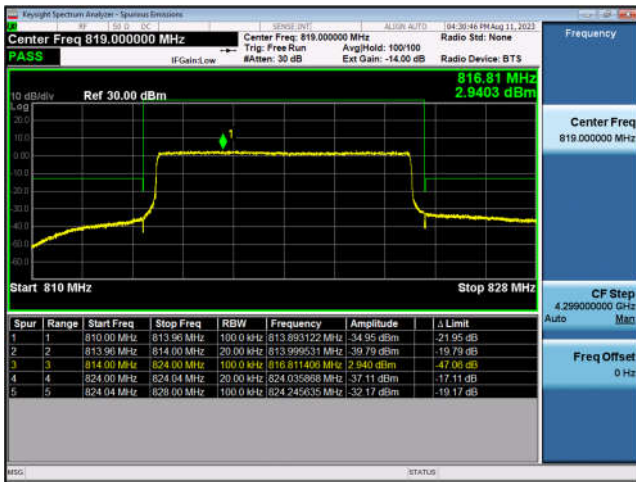 Keysight Spectrum Analyzer - Spurious Emissions
RF 50 Ω DC SENSE:INT ALIGN AUTO 04:30:46 PM Aug 11, 2023
Center Freq 819.000000 MHz Center Freq: 819.000000 MHz Radio Std: None
Trig: Free Run Avg|Hold: 100/100
PASS IFGain:Low #Atten: 30 dB Ext Gain: -14.00 dB Radio Device: BTS
816.81 MHz
10 dB/div Ref 30.00 dBm 2.9403 dBm
Log
20.0
10.0
1
0.00
-10.0
-20.0
-30.0
-40.0
-50.0
-60.0
Start 810 MHz Stop 828 MHz
Spur Range Start Freq Stop Freq RBW Frequency Amplitude Δ Limit
1 1 810.00 MHz 813.96 MHz 100.0 kHz 813.893122 MHz -34.95 dBm -21.95 dB
2 2 813.96 MHz 814.00 MHz 20.00 kHz 813.999531 MHz -39.79 dBm -19.79 dB
3 3 814.00 MHz 824.00 MHz 100.0 kHz 816.811406 MHz 2.940 dBm -47.06 dB
4 4 824.00 MHz 824.04 MHz 20.00 kHz 824.035868 MHz -37.11 dBm -17.11 dB
5 5 824.04 MHz 828.00 MHz 100.0 kHz 824.245635 MHz -32.17 dBm -19.17 dB
MSG STATUS
Frequency
Center Freq
819.000000 MHz
CF Step
4.299000000 GHz
Auto Man
Freq Offset
0 Hz